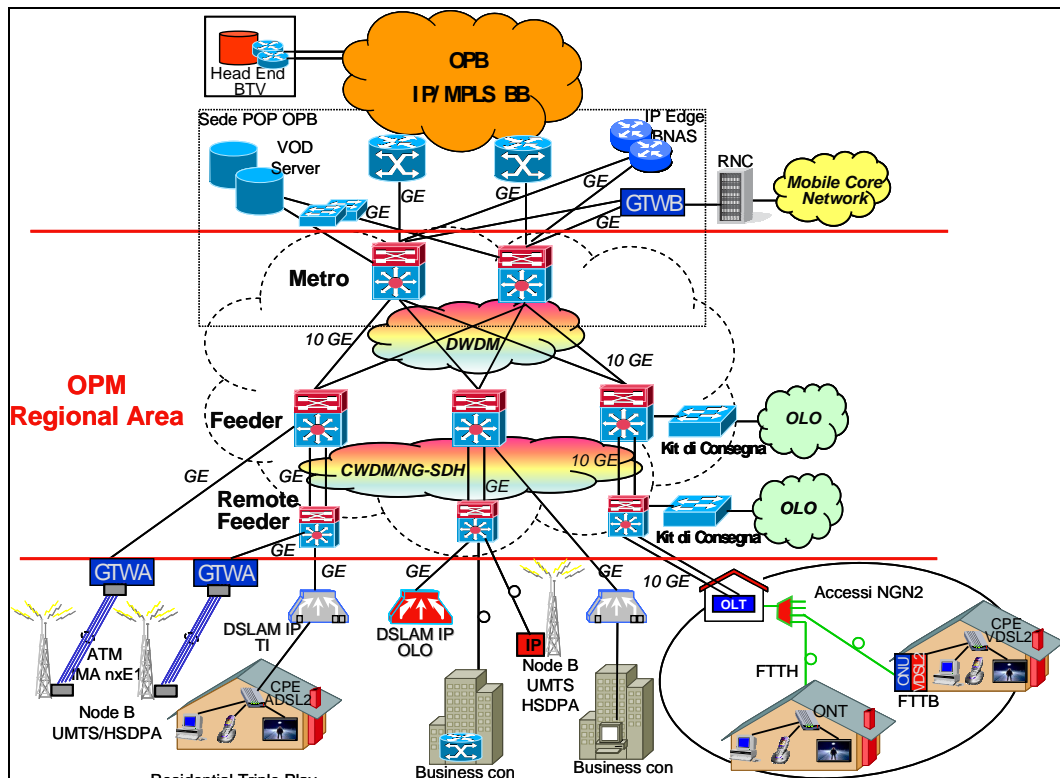 Head End
BTV
OPB
IP/ MPLS BB
Sede POP OPB
VOD
Server
IP Edge
BNAS
RNC
Mobile Core
Network
GE
GE
GE
GE
GE
GTWB
Metro
10 GE
DWDM
10 GE
OPM
Regional Area
Feeder
OLO
Kit di Consegna
CWDM/NG-SDH
10 GE
GE
GE
GE
Remote
Feeder
OLO
Kit di Consegna
GE
GTWA
GTWA
GE
GE
GE
10 GE
OLT
Accessi NGN2
DSLAM IP
TI
DSLAM IP
OLO
IP
Node B
UMTS
HSDPA
ATM
IMA nxE1
Node B
UMTS/HSDPA
CPE
ADSL2
CPE
VDSL2
ONU
VDSL2
FTTH
FTTB
ONT
Residential Triple Play
Business con
Business con